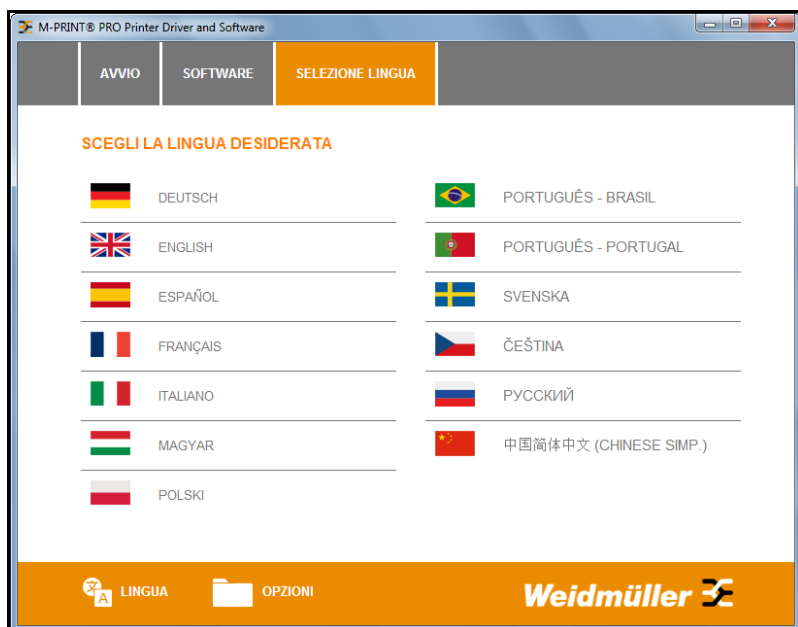 M-PRINT® PRO Printer Driver and Software
AVVIO
SOFTWARE
SELEZIONE LINGUA
SCEGLI LA LINGUA DESIDERATA
DEUTSCH
ENGLISH
ESPAÑOL
FRANÇAIS
ITALIANO
MAGYAR
POLSKI
PORTUGUÊS - BRASIL
PORTUGUÊS - PORTUGAL
SVENSKA
ČEŠTINA
РУССКИЙ
中国简体中文 (CHINESE SIMP.)
LINGUA
OPZIONI
Weidmüller